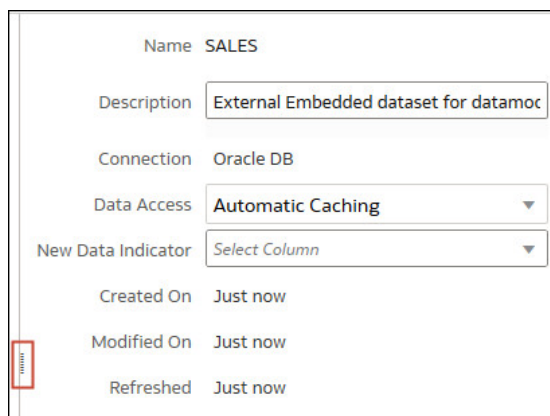 Name SALES
Description External Embedded dataset for datamoc
Connection Oracle DB
Data Access Automatic Caching
New Data Indicator Select Column
Created On Just now
Modified On Just now
Refreshed Just now